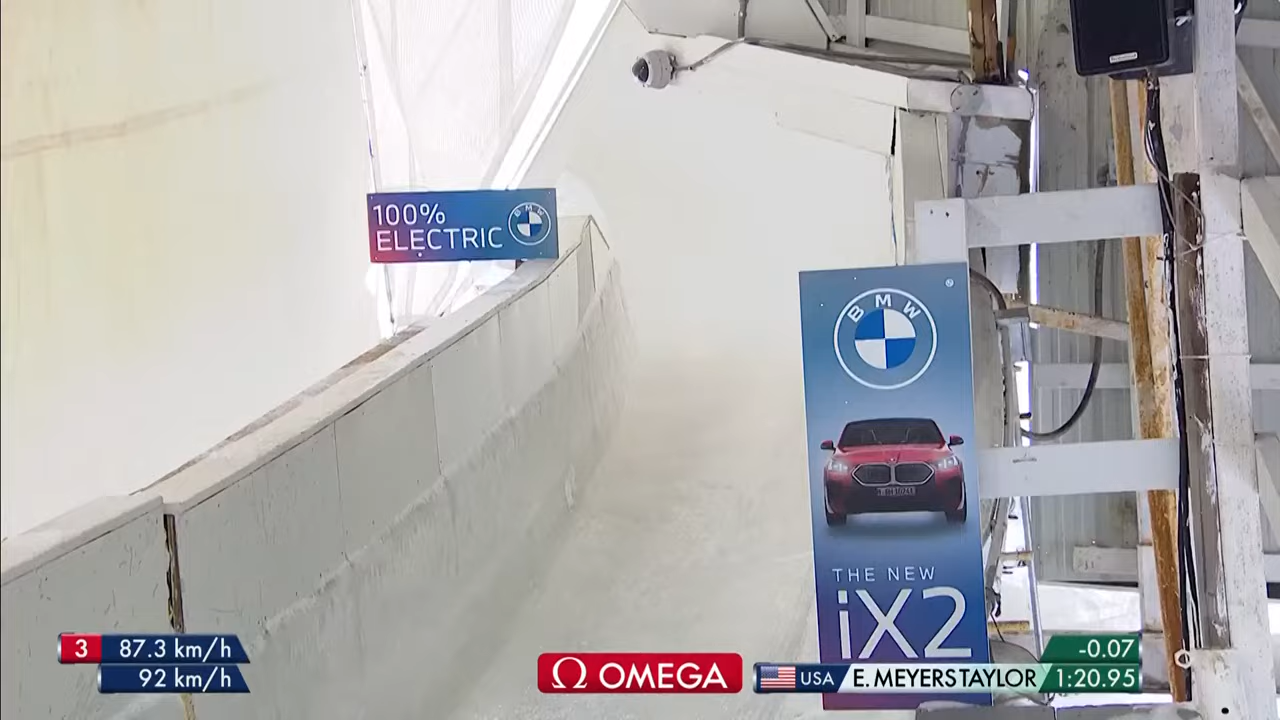 100%
ELECTRIC
BMW
BMW
THE NEW
iX2
3 87.3 km/h
92 km/h
Ω OMEGA
USA E. MEYERS TAYLOR
-0.07
1:20.95